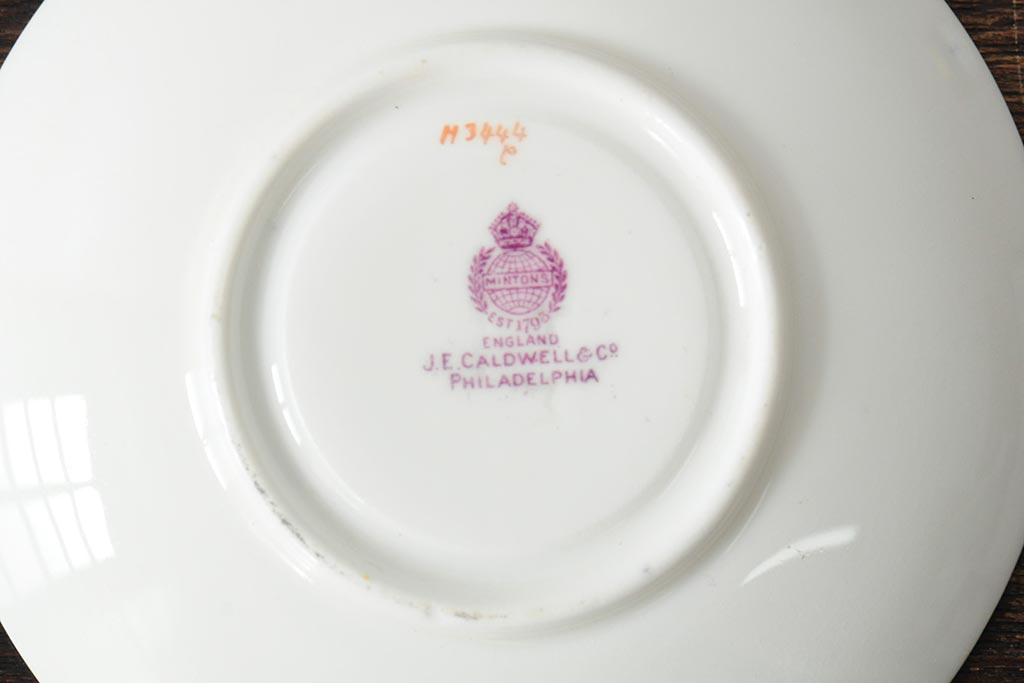 H3444
MINTONS
EST 1793
ENGLAND
J.E. CALDWELL & Cº
PHILADELPHIA